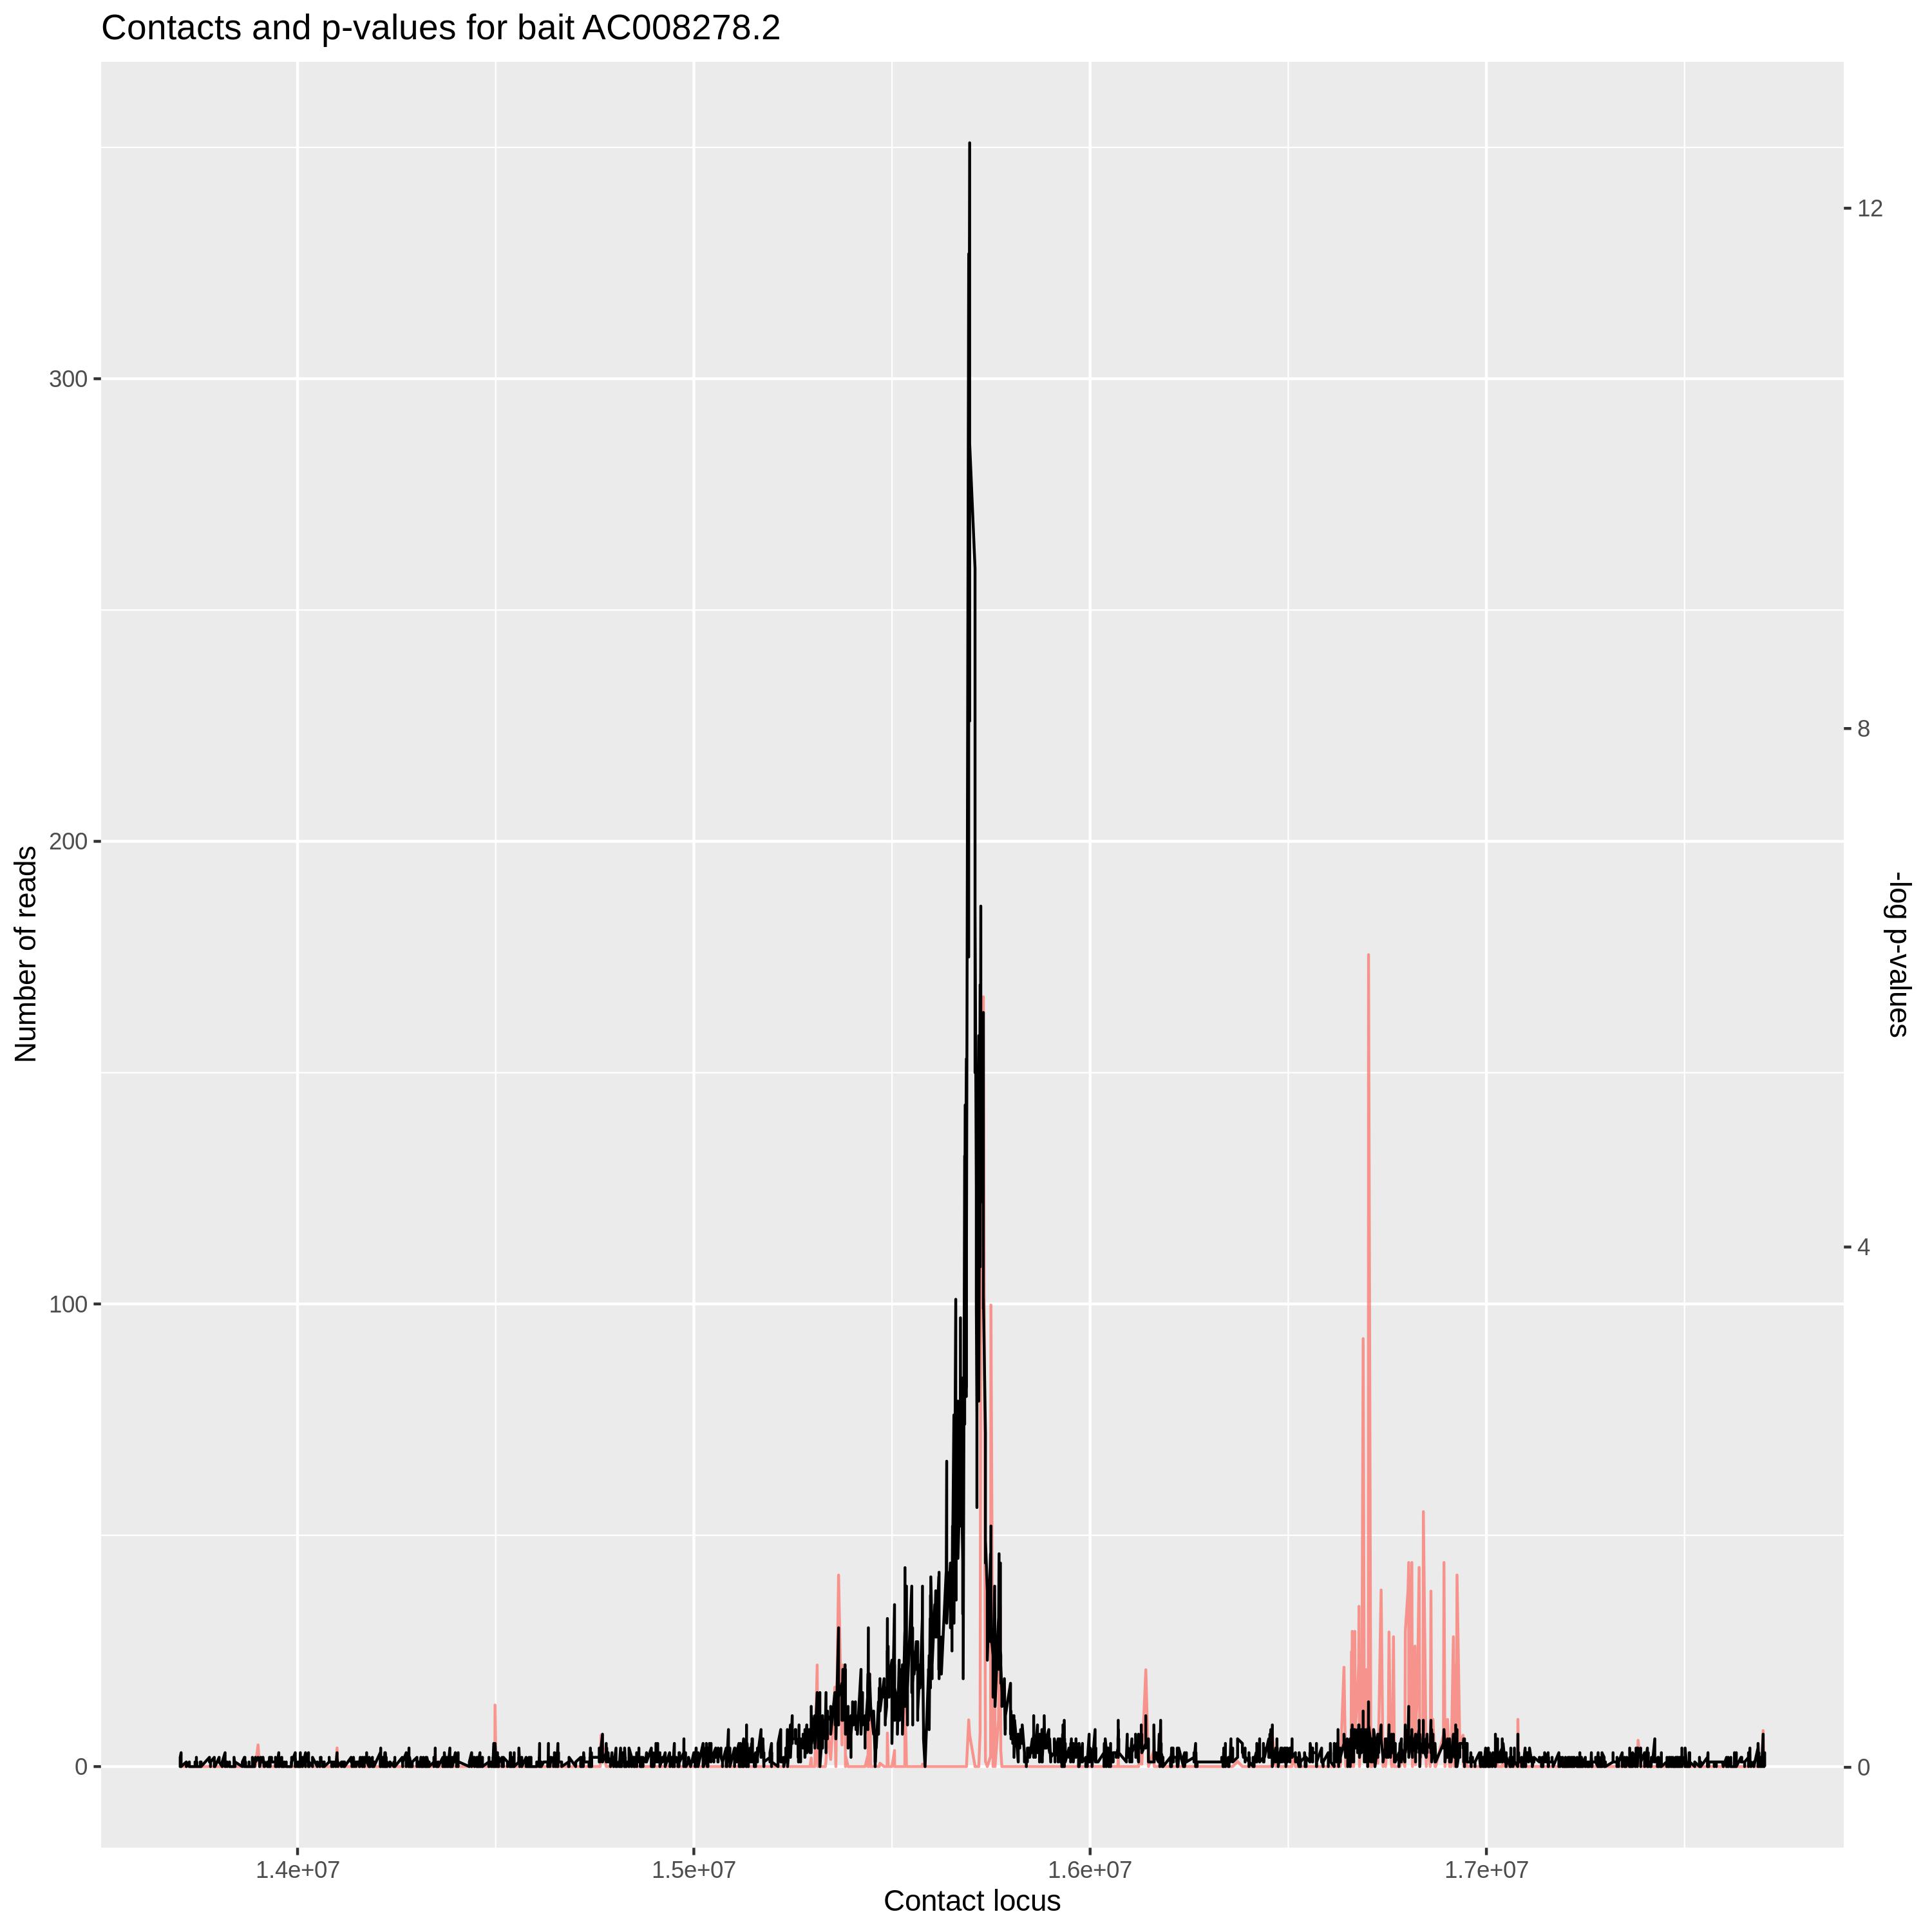 Contacts and p-values for bait AC008278.2
12
300
8
200
Number of reads
-log p-values
4
100
0
0
1.4e+07
1.5e+07
1.6e+07
1.7e+07
Contact locus